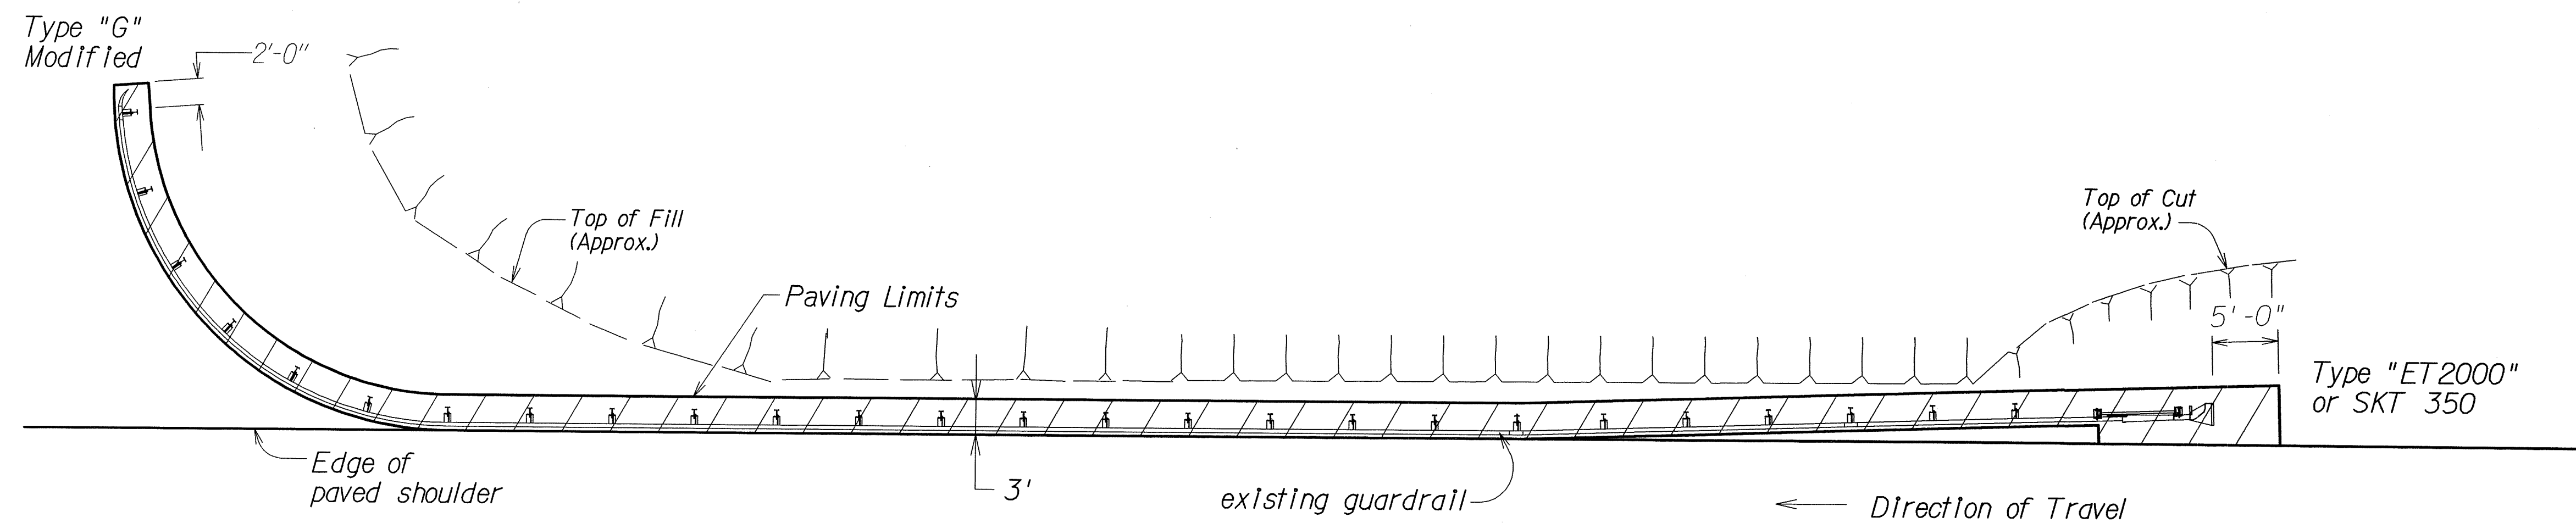 Type "G"
Modified
2'-0"
Top of Fill
(Approx.)
Paving Limits
Top of Cut
(Approx.)
5'-0"
Type "ET2000"
or SKT 350
Edge of
paved shoulder
3'
existing guardrail
Direction of Travel